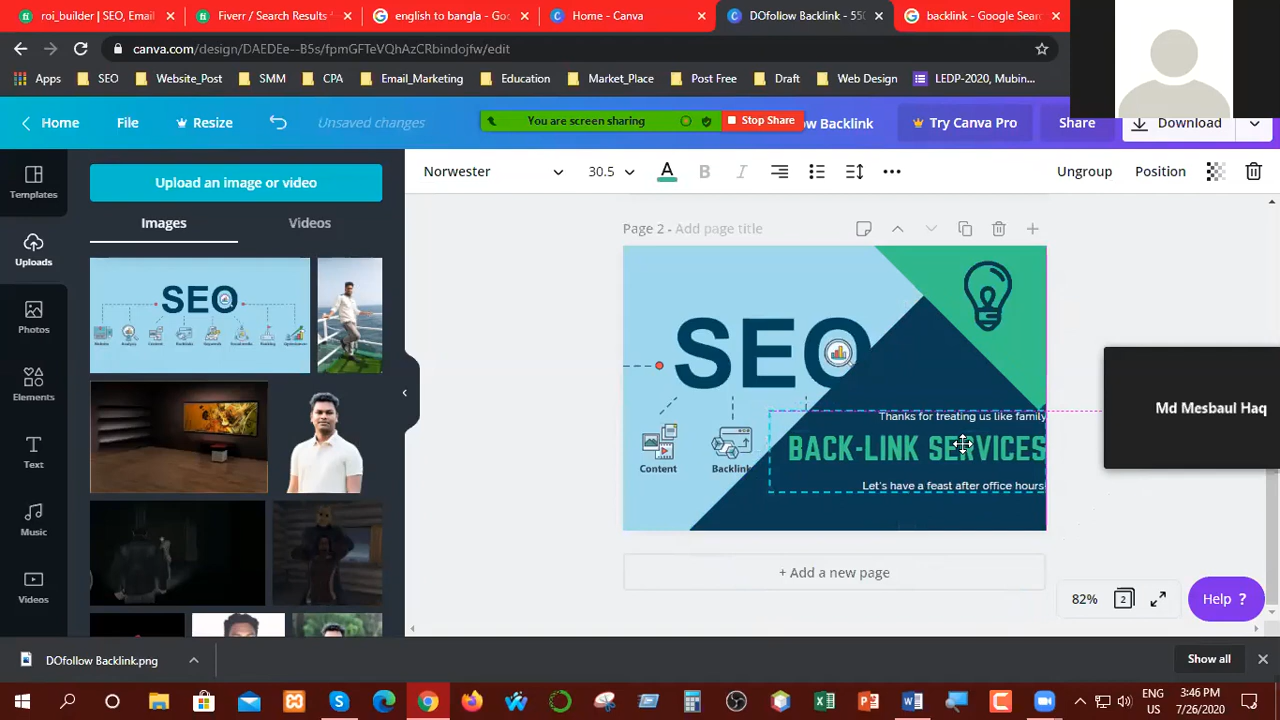 roi_builder | SEO, Email
Fiverr / Search Results
english to bangla - Go
Home - Canva
DOfollow Backlink - 550
backlink - Google Sear
canva.com/design/DAEDEe--B5s/fpmGFTeVQhAzCRbindojfw/edit
Apps
SEO
Website_Post
SMM
CPA
Email_Marketing
Education
Market_Place
Post Free
Draft
Web Design
LEDP-2020, Mubin
Home
File
Resize
Unsaved changes
You are screen sharing
Stop Share
ow Backlink
Try Canva Pro
Share
Download
Templates
Upload an image or video
Norwester
30.5
A
B
I
Ungroup
Position
Images
Videos
Page 2 - Add page title
Uploads
SEO
Photos
SEO
Elements
Thanks for treating us like family
BACK-LINK SERVICES
Md Mesbaul Haq
Text
Content
Backlink
Let's have a feast after office hours
Music
+ Add a new page
Videos
82%
2
Help ?
DOfollow Backlink.png
Show all
ENG
US
3:46 PM
7/26/2020